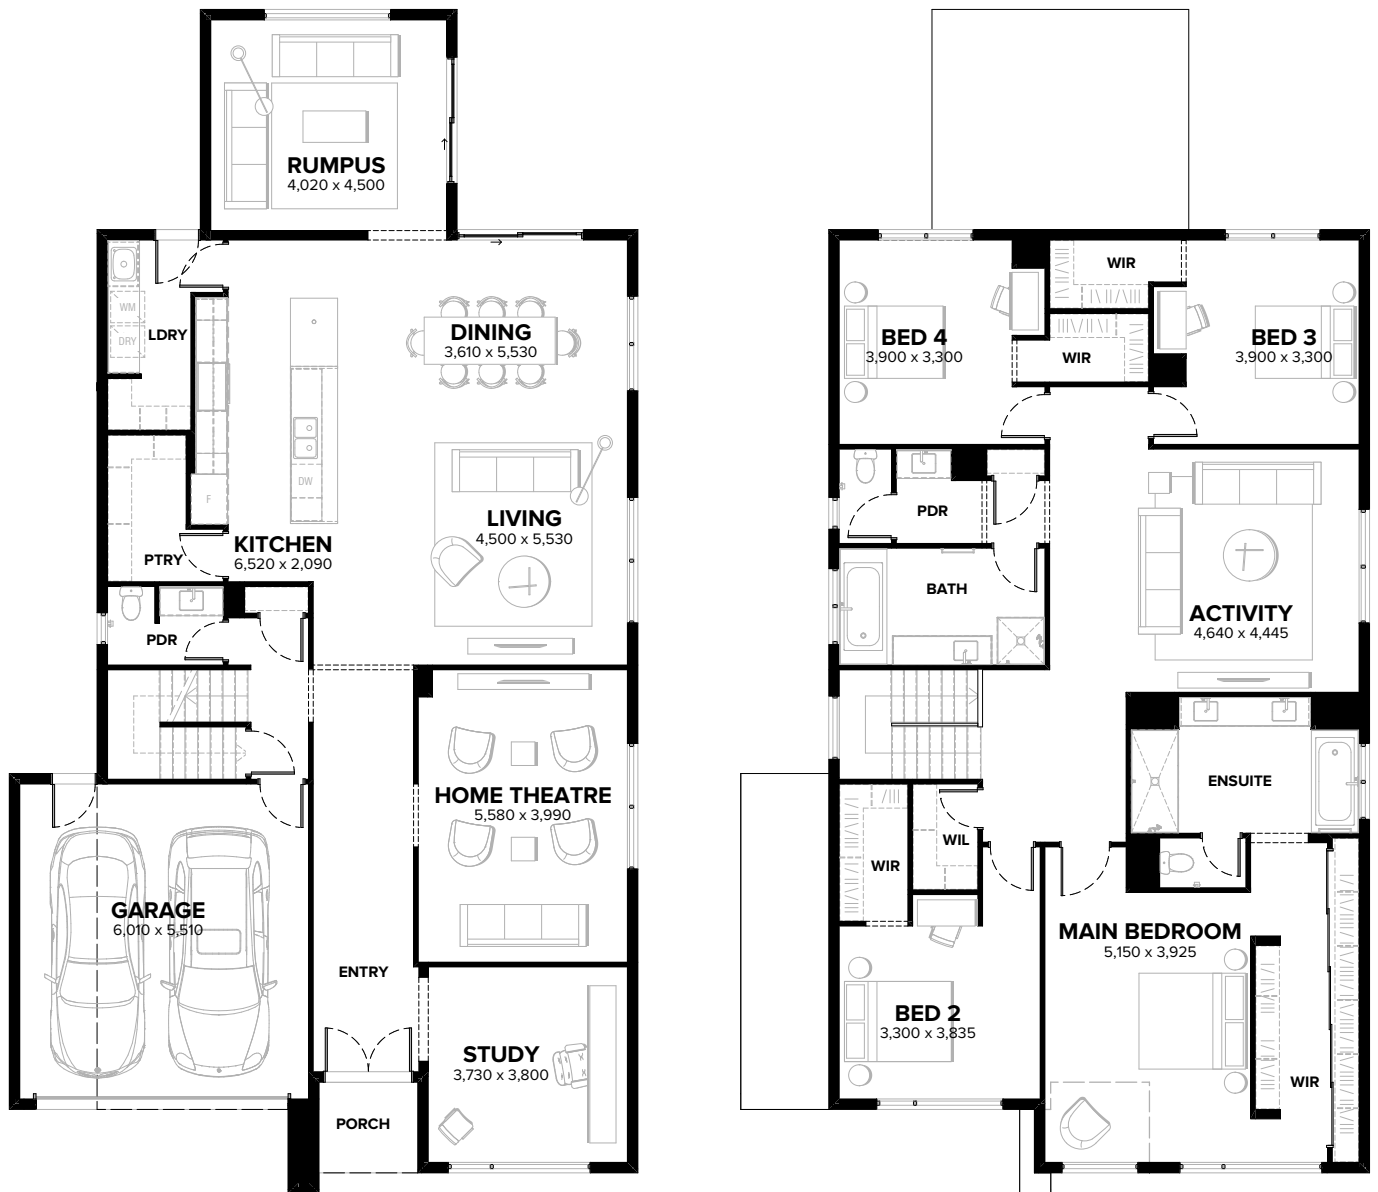 RUMPUS
4,020 x 4,500
WM
DRY
LDRY
DINING
3,610 x 5,530
F
DW
PTRY
KITCHEN
6,520 x 2,090
LIVING
4,500 x 5,530
PDR
HOME THEATRE
5,580 x 3,990
GARAGE
6,010 x 5,510
ENTRY
STUDY
3,730 x 3,800
PORCH
WIR
BED 4
3,900 x 3,300
WIR
BED 3
3,900 x 3,300
PDR
BATH
ACTIVITY
4,640 x 4,445
ENSUITE
WIR
WIL
MAIN BEDROOM
5,150 x 3,925
BED 2
3,300 x 3,835
WIR